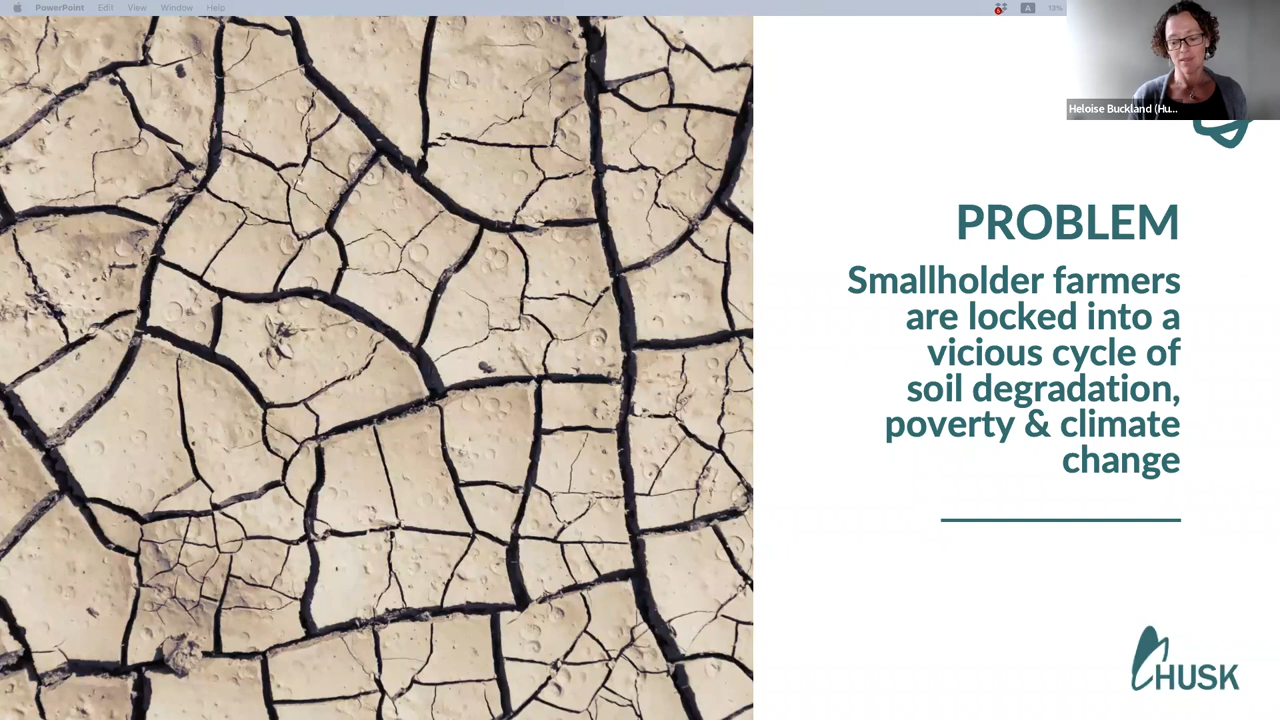 PowerPoint Edit View Window Help
A 13%
Heloise Buckland (Hu...
PROBLEM
Smallholder farmers
are locked into a
vicious cycle of
soil degradation,
poverty & climate
change
HUSK